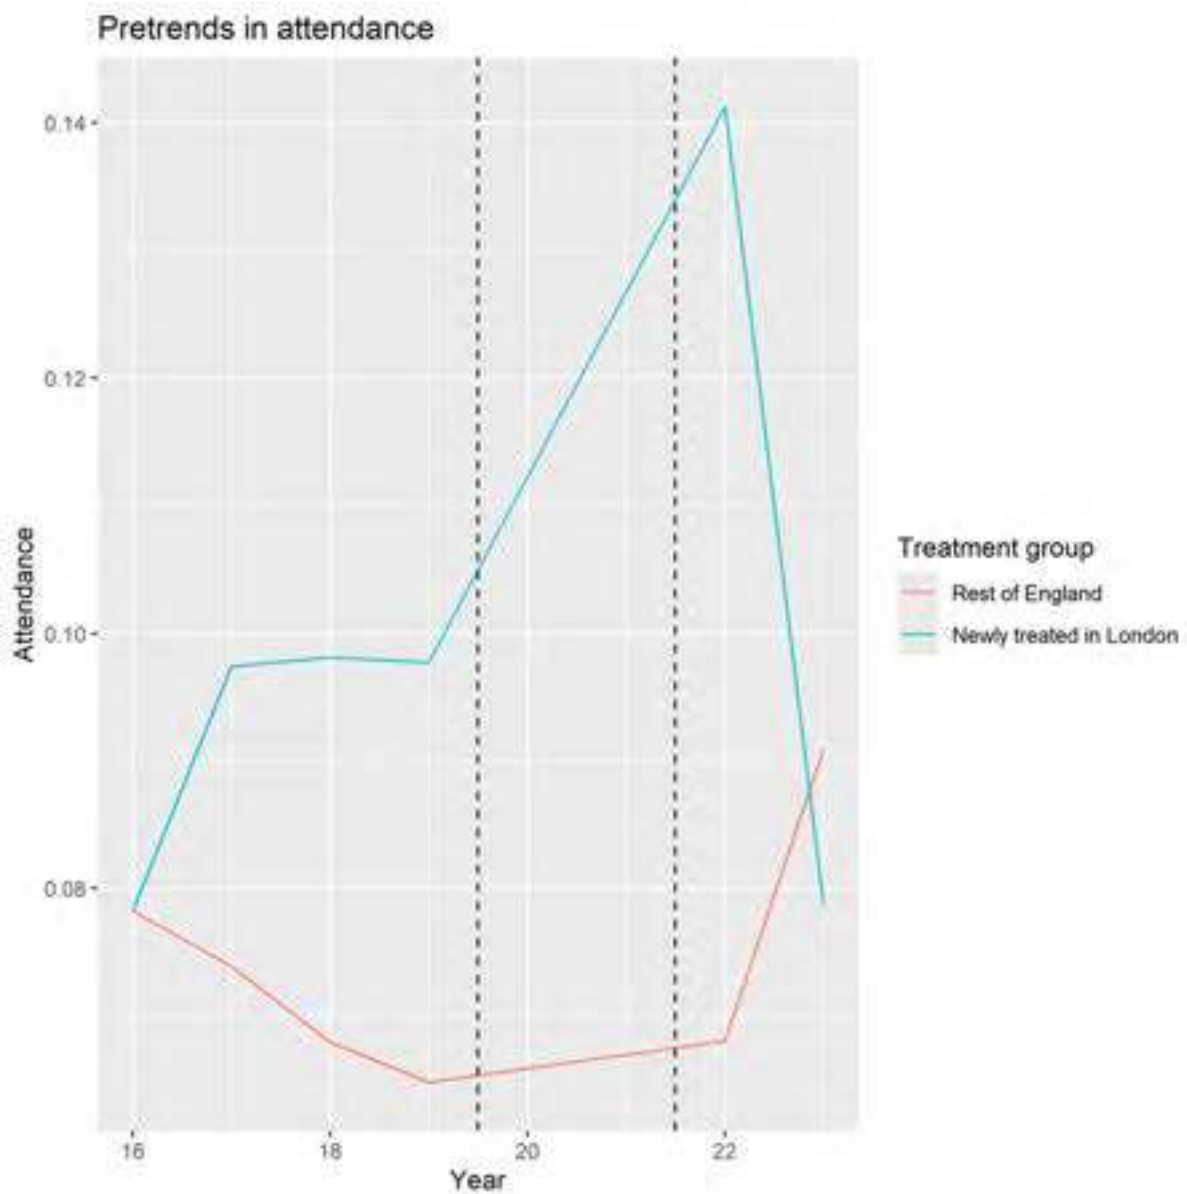 Pretrends in attendance
0.14
0.12
0.10
0.08
Attendance
16 18 20 22
Year
Treatment group
Rest of England
Newly treated in London